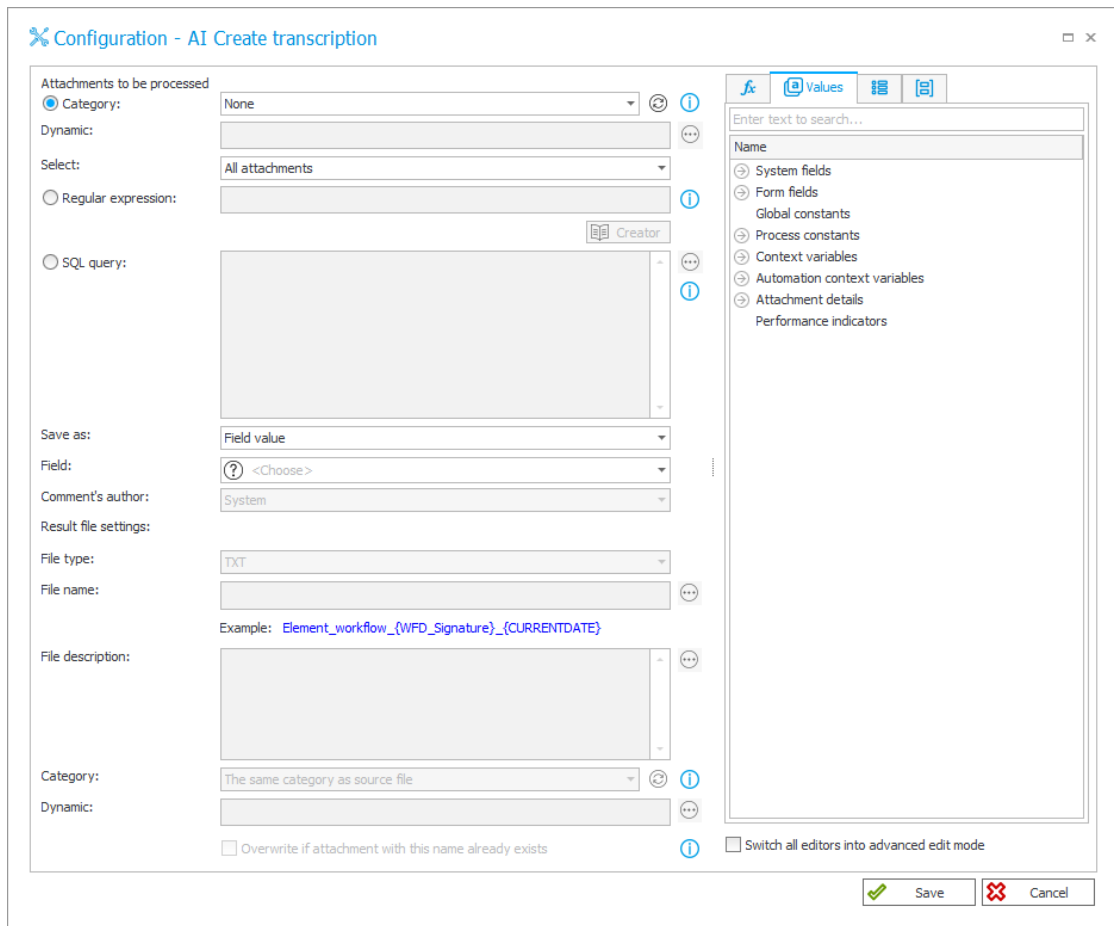 Configuration - AI Create transcription
Attachments to be processed
Category: None
Dynamic:
Select: All attachments
Regular expression:
Creator
SQL query:
Save as: Field value
Field: <Choose>
Comment's author: System
Result file settings:
File type: TXT
File name:
Example: Element_workflow_{WFD_Signature}_{CURRENTDATE}
File description:
Category: The same category as source file
Dynamic:
Overwrite if attachment with this name already exists
fx Values
Enter text to search...
Name
System fields
Form fields
Global constants
Process constants
Context variables
Automation context variables
Attachment details
Performance indicators
Switch all editors into advanced edit mode
Save Cancel